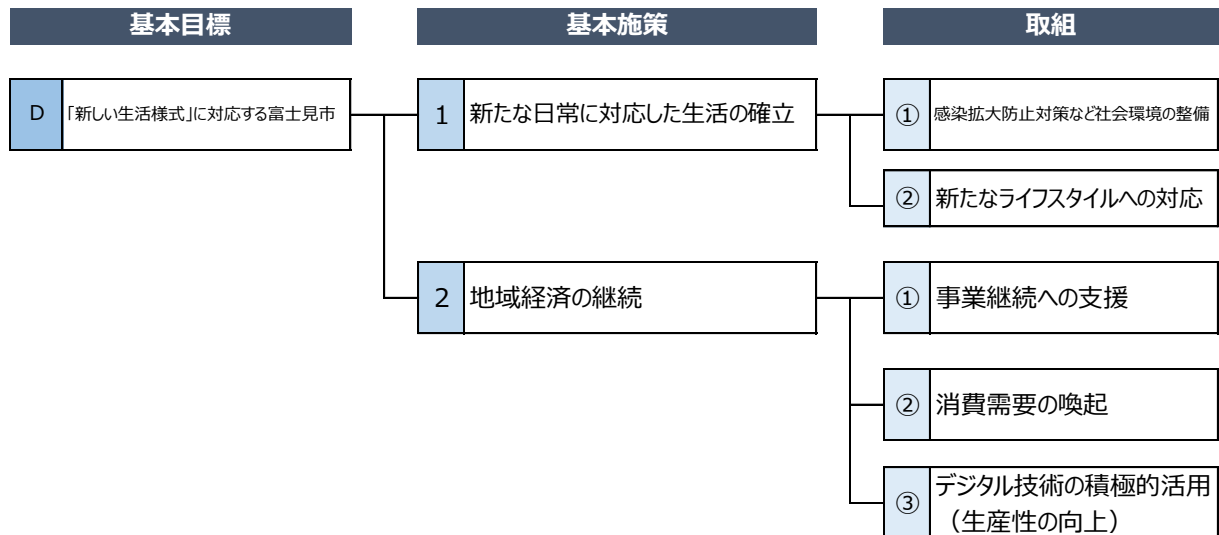 基本目標
基本施策
取組
D 「新しい生活様式」に対応する富士見市
1 新たな日常に対応した生活の確立
① 感染拡大防止対策など社会環境の整備
② 新たなライフスタイルへの対応
2 地域経済の継続
① 事業継続への支援
② 消費需要の喚起
③ デジタル技術の積極的活用
（生産性の向上）